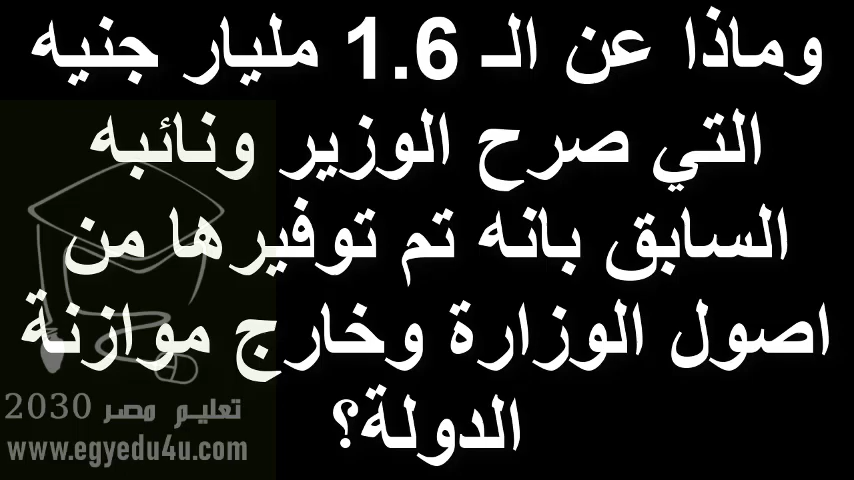 وماذا عن الـ 1.6 مليار جنيه
التي صرح الوزير ونائبه
السابق بانه تم توفيرها من
اصول الوزارة وخارج موازنة
الدولة؟
تعليم مصر 2030
www.egyedu4u.com